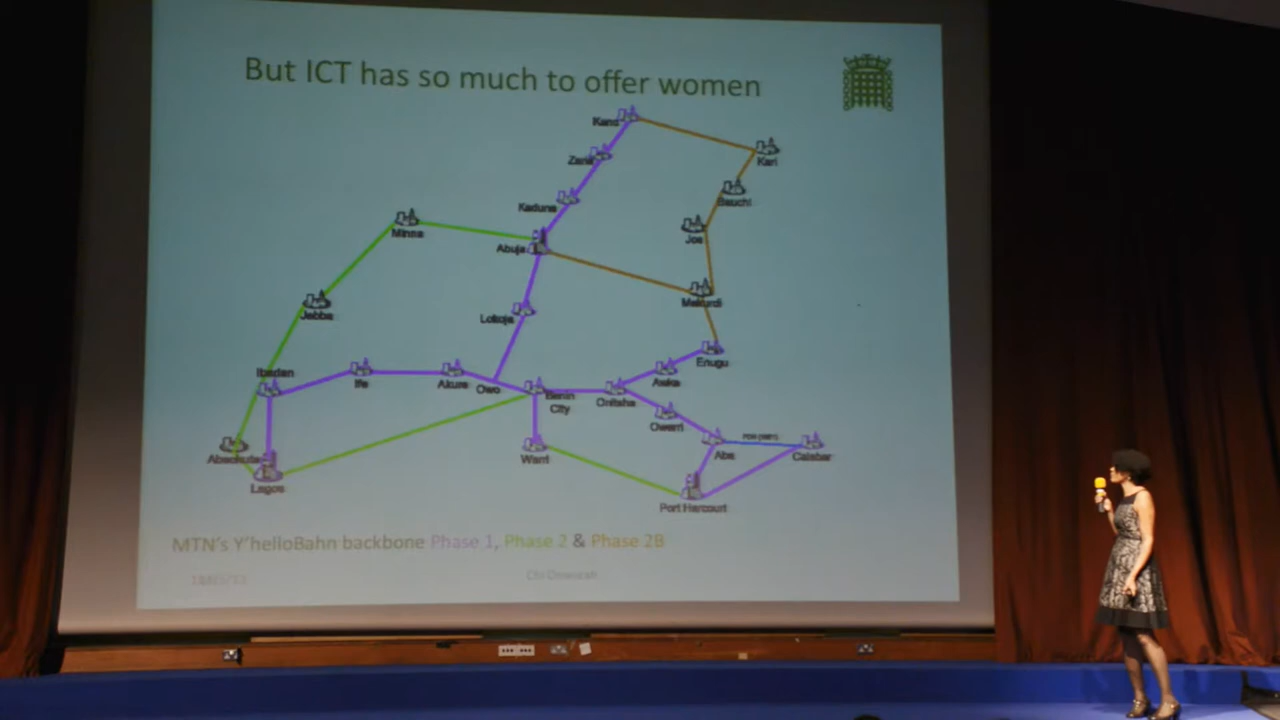 But ICT has so much to offer women
Kano
Zaria
Kari
Bauchi
Kaduna
Minna
Jos
Abuja
Makurdi
Jebba
Lokoja
Enugu
Ibadan
Ife
Akure
Owo
Benin
City
Onitsha
Awka
Owerri
Abeokuta
Lagos
Warri
Aba
Calabar
Port Harcourt
MTN's Y'helloBahn backbone Phase 1, Phase 2 & Phase 2B